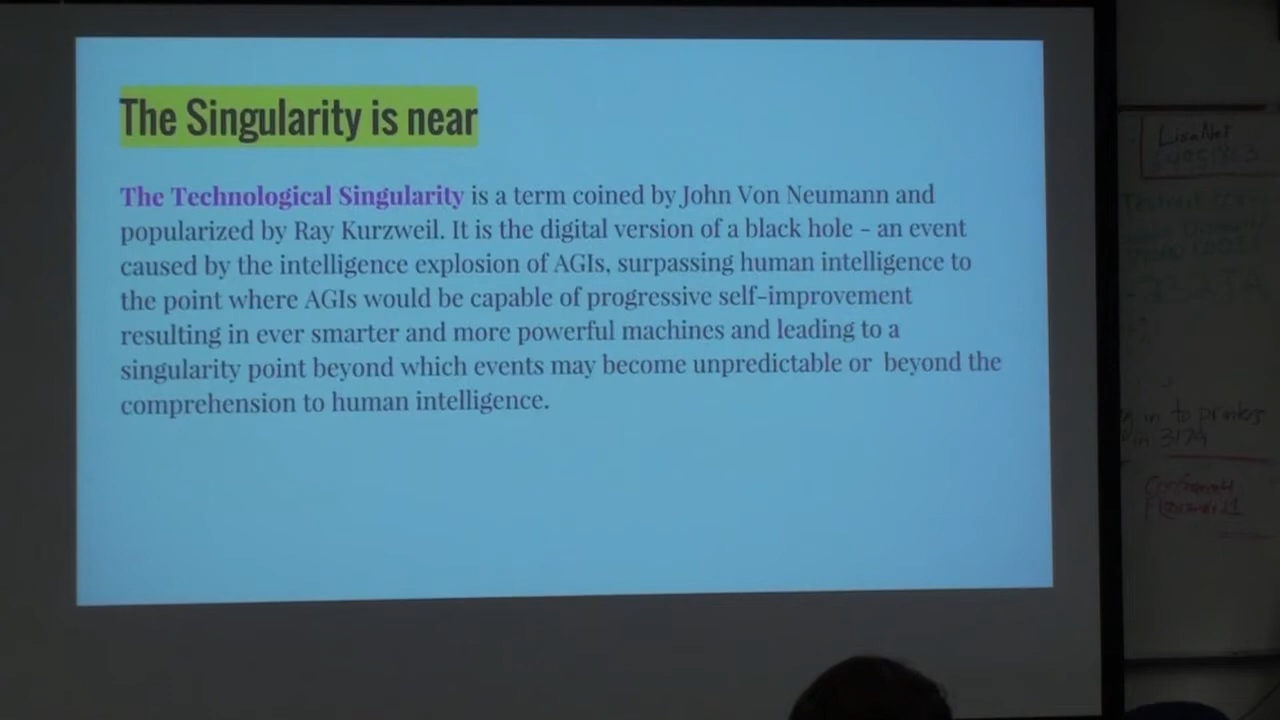 The Singularity is near
The Technological Singularity is a term coined by John Von Neumann and
popularized by Ray Kurzweil. It is the digital version of a black hole – an event
caused by the intelligence explosion of AGIs, surpassing human intelligence to
the point where AGIs would be capable of progressive self-improvement
resulting in ever smarter and more powerful machines and leading to a
singularity point beyond which events may become unpredictable or beyond the
comprehension to human intelligence.
LisaNet
in to printers